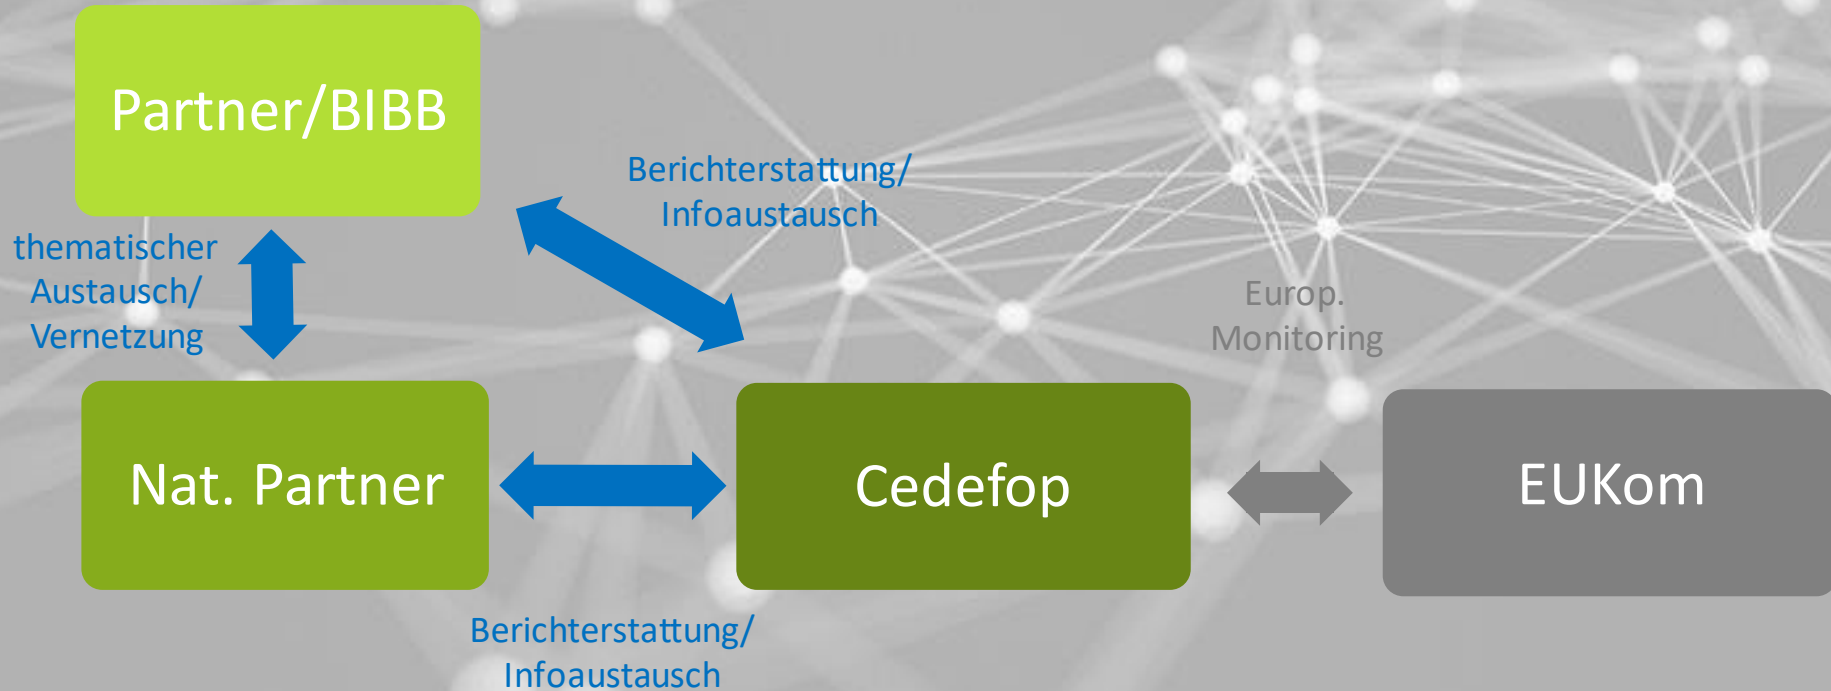 Partner/BIBB
Berichterstattung/
Infoaustausch
thematischer
Austausch/
Vernetzung
Europ.
Monitoring
Nat. Partner
Cedefop
EUKom
Berichterstattung/
Infoaustausch